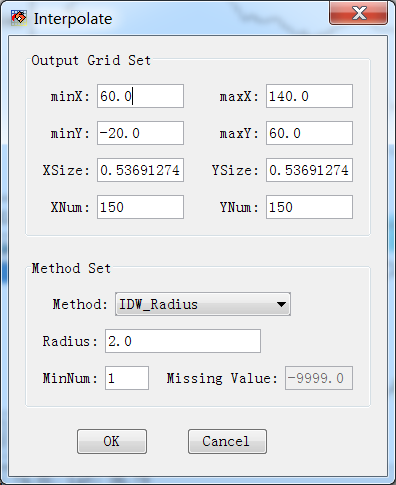 Interpolate
Output Grid Set
minX: 60.0 maxX: 140.0
minY: -20.0 maxY: 60.0
XSize: 0.53691274 YSize: 0.53691274
XNum: 150 YNum: 150
Method Set
Method: IDW_Radius
Radius: 2.0
MinNum: 1 Missing Value: -9999.0
OK Cancel